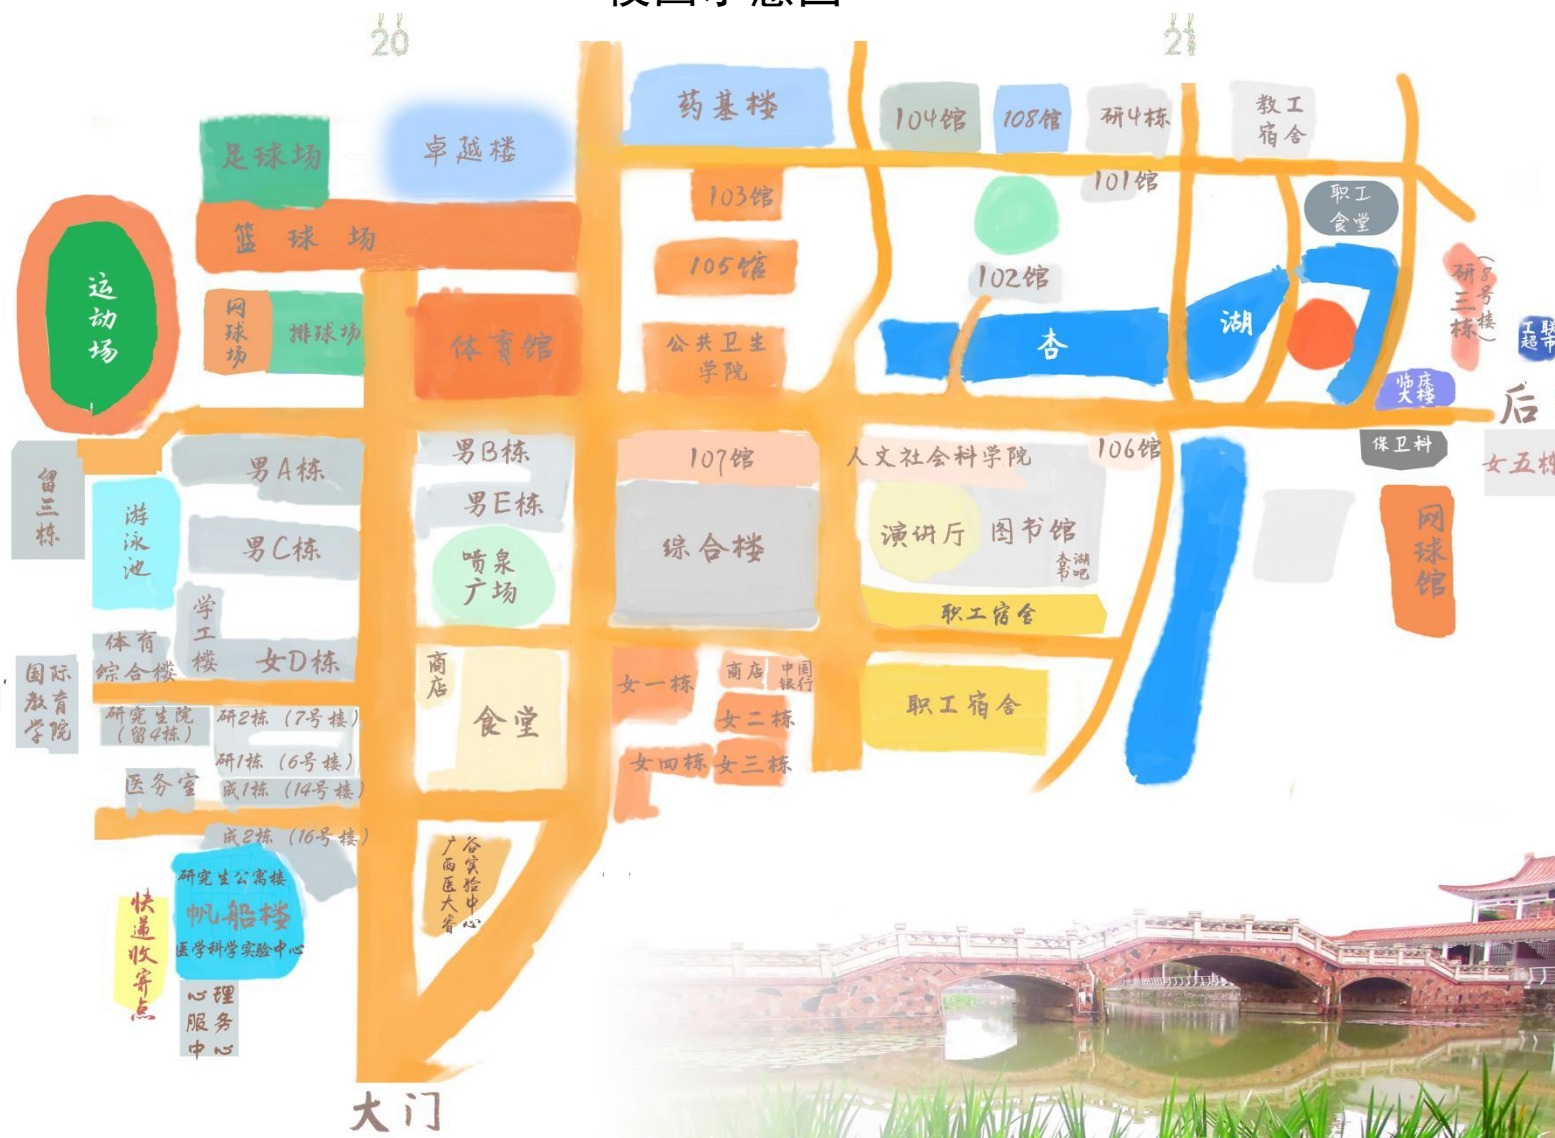 校园示意图
20
21
药基楼
104馆
108馆
研4栋
教工
宿舍
足球场
卓越楼
103馆
101馆
职工
食堂
篮球场
105馆
102馆
研三栋
(8号楼)
运动场
网球场
排球场
体育馆
公共卫生
学院
杏
湖
工联
超市
临床
大楼
后
留三栋
男A栋
男B栋
107馆
人文社会科学院
106馆
保卫科
女五栋
游泳池
男C栋
男E栋
喷泉
广场
综合楼
演讲厅
图书馆
杏湖
书吧
网球馆
学工楼
职工宿舍
体育
综合楼
女D栋
商店
食堂
女一栋
商店
中国
银行
职工宿舍
国际
教育
学院
研究生院
(留4栋)
研2栋 (7号楼)
女二栋
研1栋 (6号楼)
女四栋
女三栋
医务室
成1栋 (14号楼)
成2栋 (16号楼)
广西医大省
谷实验中心
研究生公寓楼
帆船楼
医学科学实验中心
快递收寄点
心理
服务
中心
大门